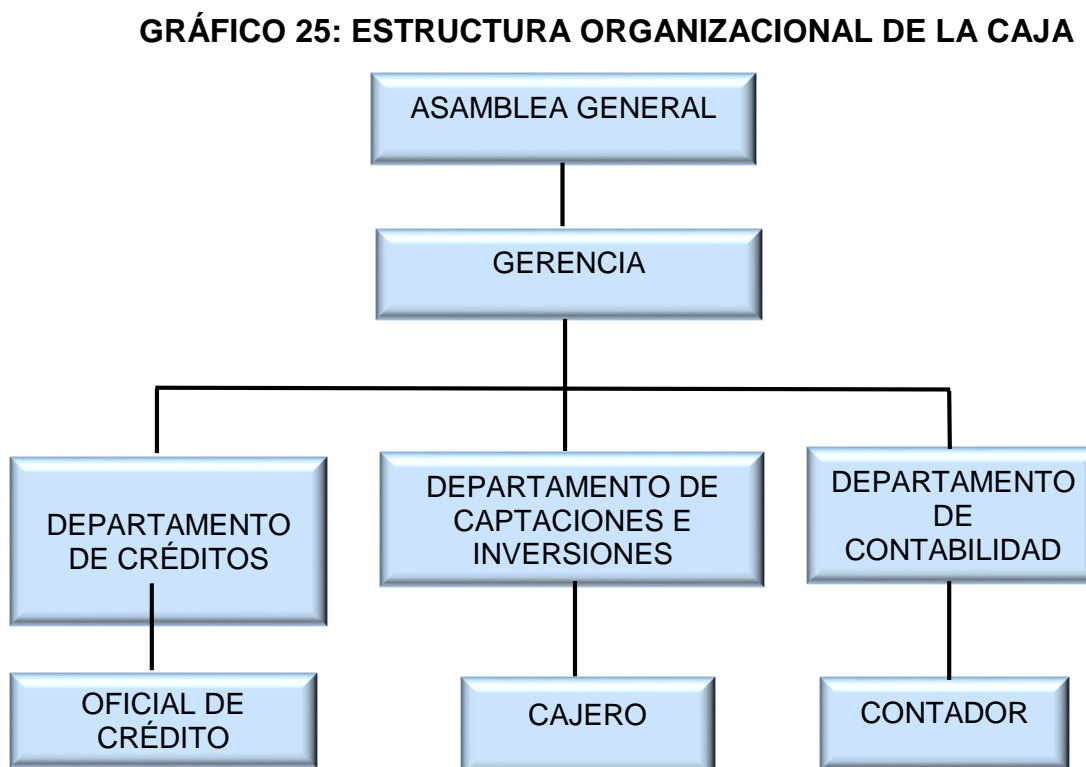 GRÁFICO 25: ESTRUCTURA ORGANIZACIONAL DE LA CAJA
ASAMBLEA GENERAL
GERENCIA
DEPARTAMENTO
DE CRÉDITOS
DEPARTAMENTO DE
CAPTACIONES E
INVERSIONES
DEPARTAMENTO
DE
CONTABILIDAD
OFICIAL DE
CRÉDITO
CAJERO
CONTADOR